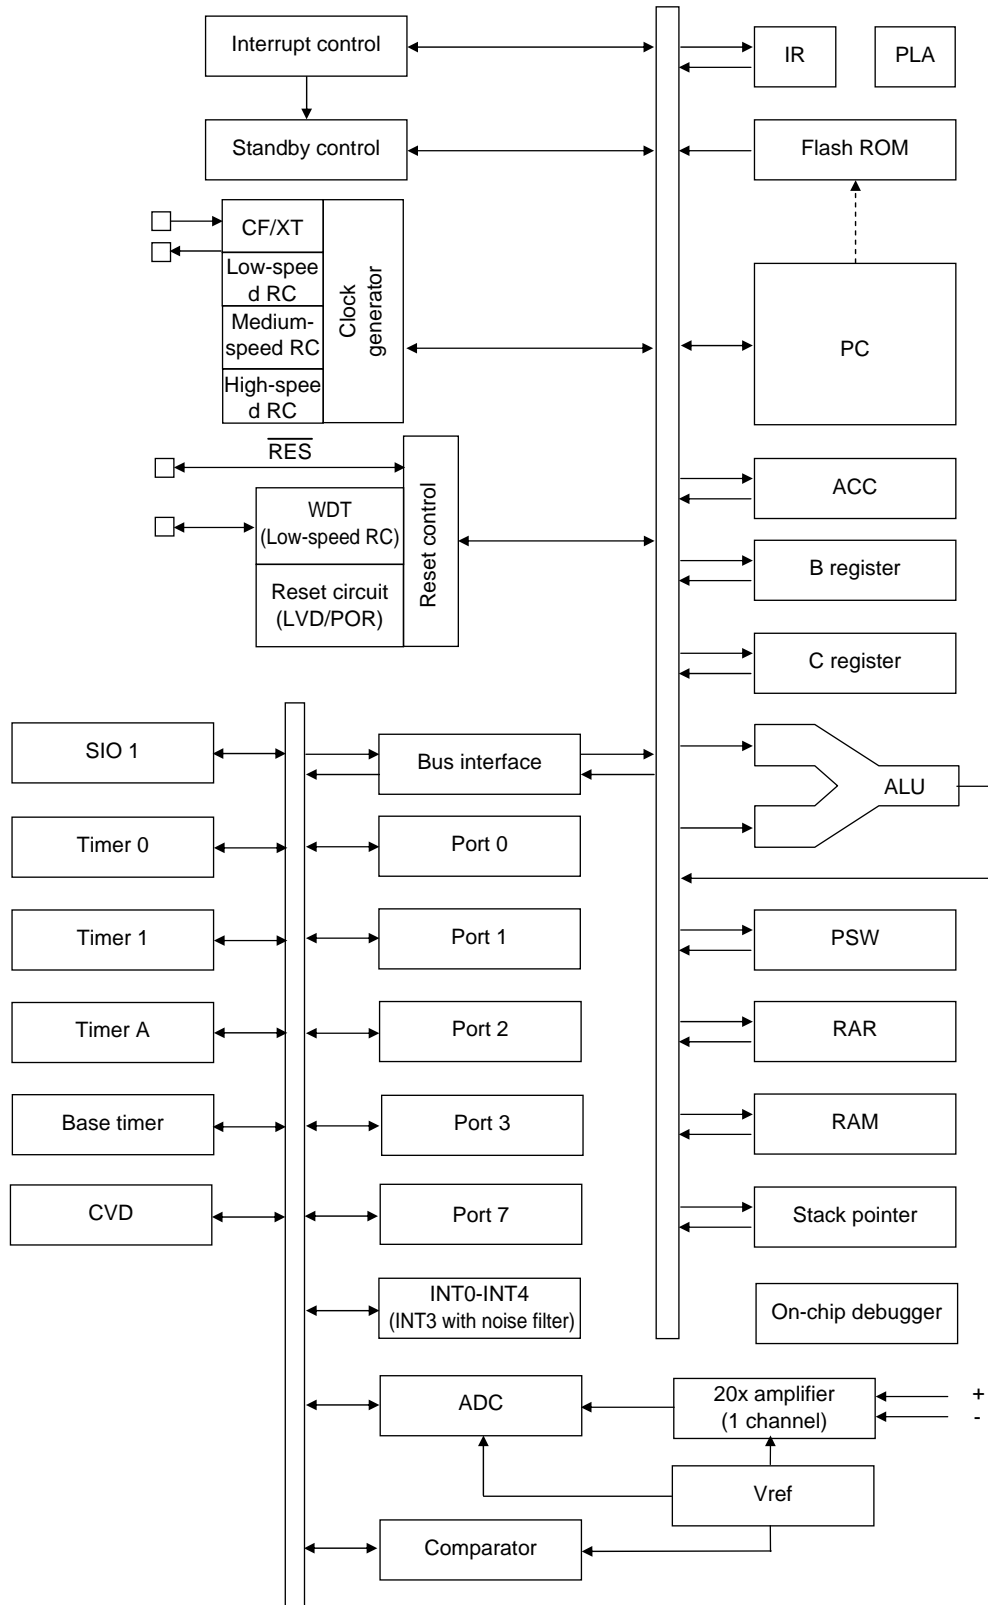 Interrupt control
IR
PLA
Standby control
Flash ROM
CF/XT
Low-spee
d RC
Medium-
speed RC
High-spee
d RC
Clock
generator
PC
RES
WDT
(Low-speed RC)
Reset circuit
(LVD/POR)
Reset control
ACC
B register
C register
SIO 1
Bus interface
ALU
Timer 0
Port 0
Timer 1
Port 1
PSW
Timer A
Port 2
RAR
Base timer
Port 3
RAM
CVD
Port 7
Stack pointer
INT0-INT4
(INT3 with noise filter)
On-chip debugger
ADC
20x amplifier
(1 channel)
+
-
Vref
Comparator